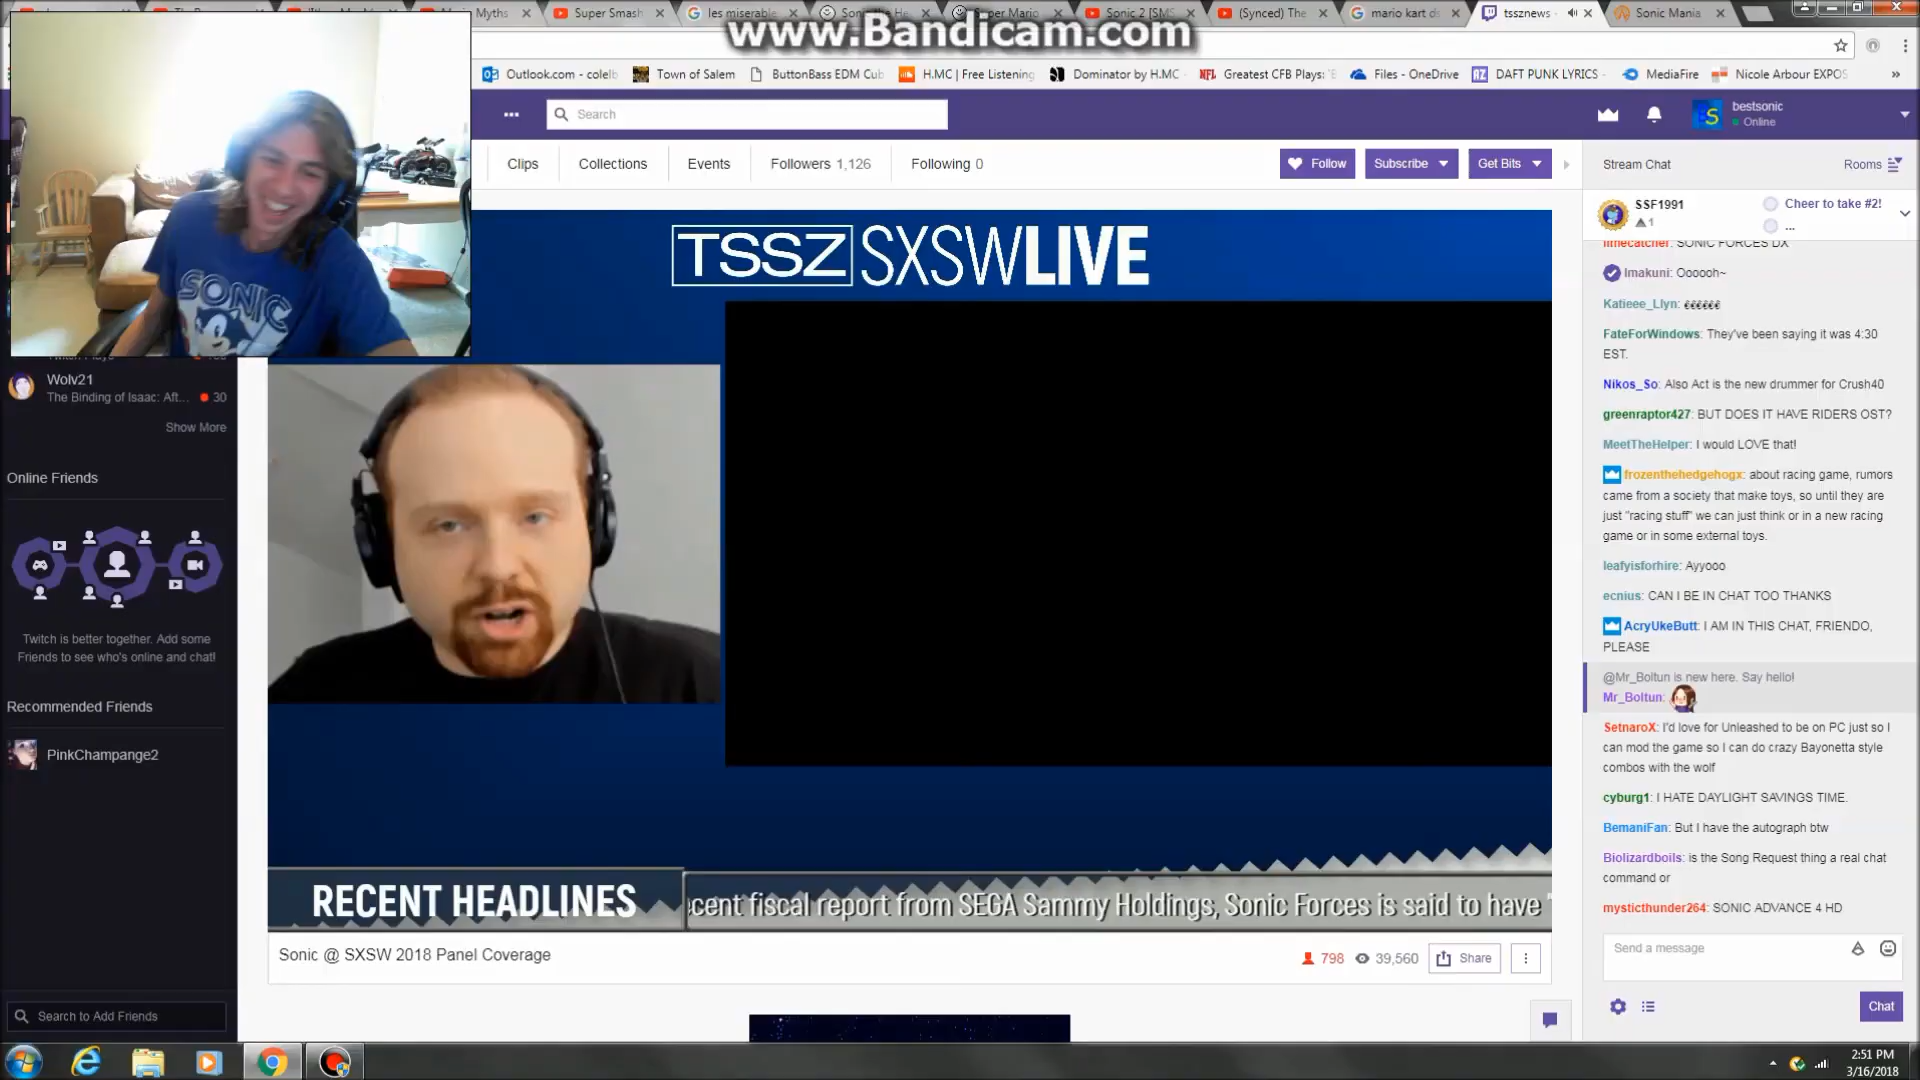 Myths
Super Smash
les miserable
Sonic 2 [SMS
(Synced) The
mario kart ds
tssznews
Sonic Mania
www.Bandicam.com
Outlook.com - colelb
Town of Salem
ButtonBass EDM Cub
H.MC | Free Listening
Dominator by H.MC
Greatest CFB Plays:
Files - OneDrive
DAFT PUNK LYRICS
MediaFire
Nicole Arbour EXPOS
Search
bestsonic
Online
Clips
Collections
Events
Followers 1,126
Following 0
Follow
Subscribe
Get Bits
Stream Chat
Rooms
SSF1991
1
Cheer to take #2!
...
TSSZ SXSWLIVE
SONIC
Wolv21
The Binding of Isaac: Aft... 30
Show More
Online Friends
Twitch is better together. Add some
Friends to see who's online and chat!
Recommended Friends
PinkChampange2
Search to Add Friends
RECENT HEADLINES
ecent fiscal report from SEGA Sammy Holdings, Sonic Forces is said to have "
Sonic @ SXSW 2018 Panel Coverage
798
39,560
Share
limecatcher: SONIC FORCES DX
Imakuni: Oooooh~
Katieee_Llyn: €€€€€€
FateForWindows: They've been saying it was 4:30
EST.
Nikos_So: Also Act is the new drummer for Crush40
greenraptor427: BUT DOES IT HAVE RIDERS OST?
MeetTheHelper: I would LOVE that!
frozenthehedgehogx: about racing game, rumors
came from a society that make toys, so until they are
just "racing stuff" we can just think or in a new racing
game or in some external toys.
leafyisforhire: Ayyooo
ecnius: CAN I BE IN CHAT TOO THANKS
AcryUkeButt: I AM IN THIS CHAT, FRIENDO,
PLEASE
@Mr_Boltun is new here. Say hello!
Mr_Boltun:
SetnaroX: I'd love for Unleashed to be on PC just so I
can mod the game so I can do crazy Bayonetta style
combos with the wolf
cyburg1: I HATE DAYLIGHT SAVINGS TIME.
BemaniFan: But I have the autograph btw
Biolizardboils: is the Song Request thing a real chat
command or
mysticthunder264: SONIC ADVANCE 4 HD
Send a message
Chat
2:51 PM
3/16/2018